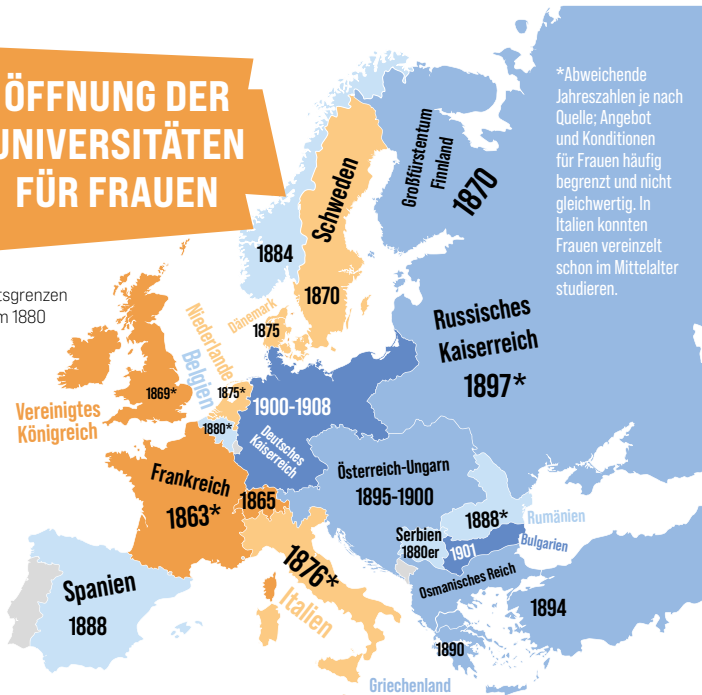 ÖFFNUNG DER
UNIVERSITÄTEN
FÜR FRAUEN
*Abweichende
Jahreszahlen je nach
Quelle; Angebot
und Konditionen
für Frauen häufig
begrenzt und nicht
gleichwertig. In
Italien konnten
Frauen vereinzelt
schon im Mittelalter
studieren.
tsgrenzen
m 1880
Großfürstentum
Finnland
1870
Schweden
1870
1884
Dänemark
1875
Niederlande
1875*
Belgien
1880*
Vereinigtes
Königreich
1869*
Russisches
Kaiserreich
1897*
1900-1908
Deutsches
Kaiserreich
Österreich-Ungarn
1895-1900
Frankreich
1863*
1865
1876*
Italien
Spanien
1888
Serbien
1880er
1888*
Rumänien
1901
Bulgarien
Osmanisches Reich
1894
1890
Griechenland